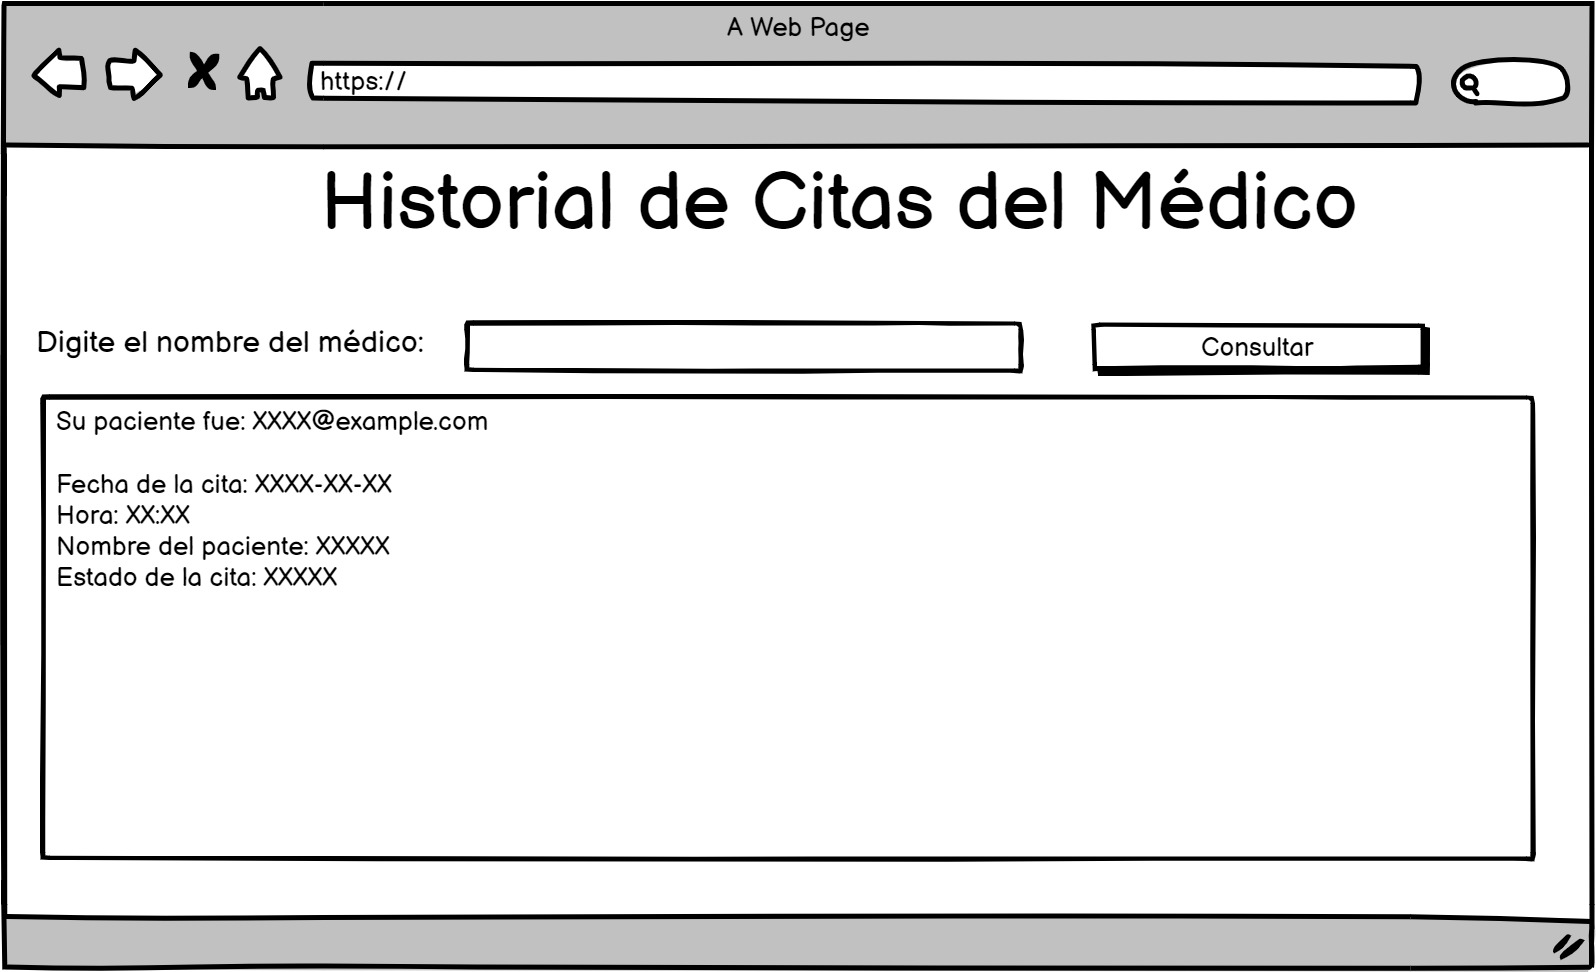 A Web Page
https://
Historial de Citas del Médico
Digite el nombre del médico:
Consultar
Su paciente fue: XXXX@example.com
Fecha de la cita: XXXX-XX-XX
Hora: XX:XX
Nombre del paciente: XXXXX
Estado de la cita: XXXXX